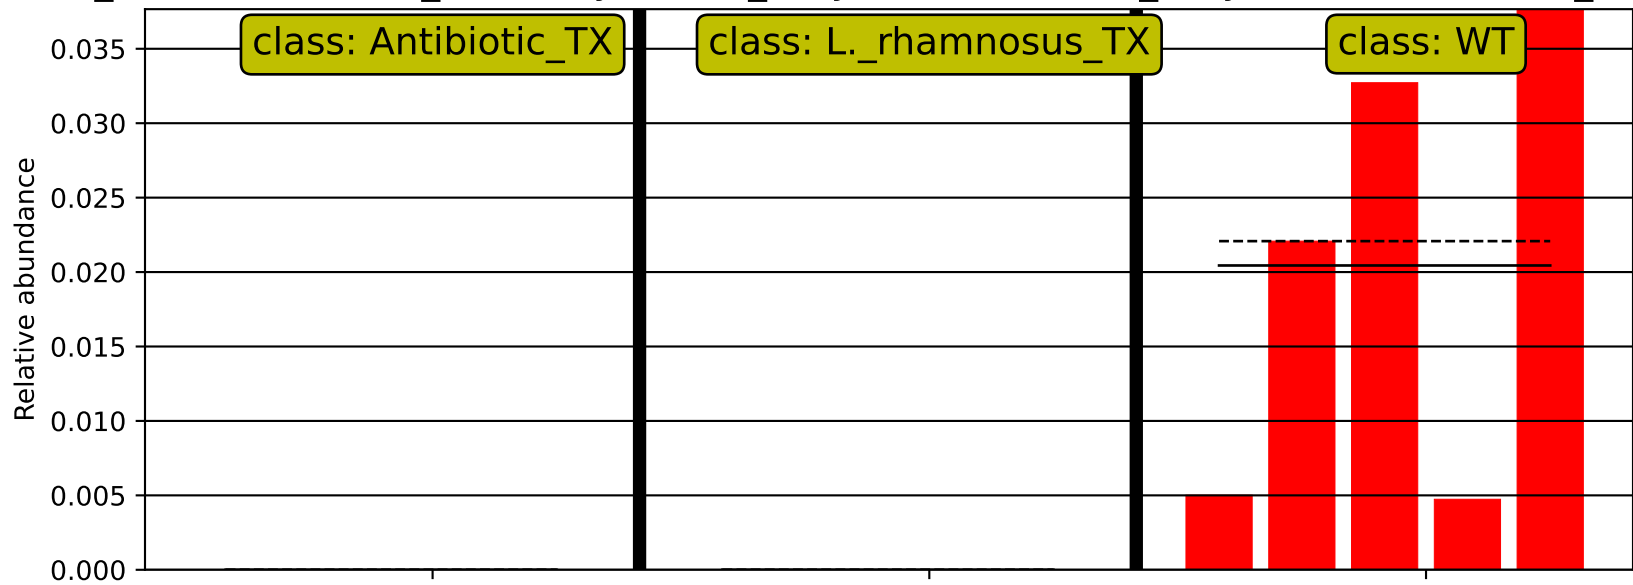 class: Antibiotic_TX
class: L._rhamnosus_TX
class: WT
Relative abundance
0.035
0.030
0.025
0.020
0.015
0.010
0.005
0.000